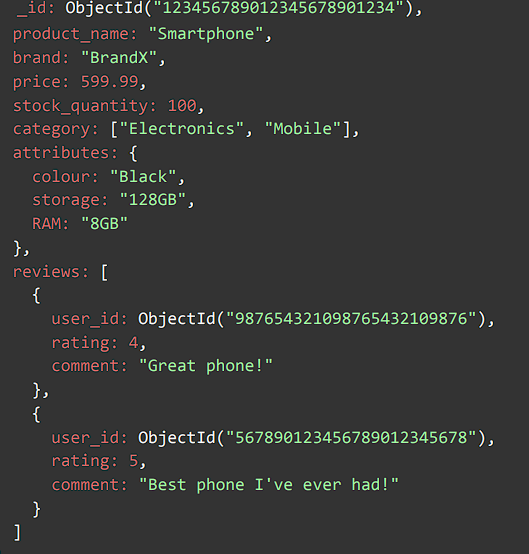 _id: ObjectId("123456789012345678901234"),
product_name: "Smartphone",
brand: "BrandX",
price: 599.99,
stock_quantity: 100,
category: ["Electronics", "Mobile"],
attributes: {
colour: "Black",
storage: "128GB",
RAM: "8GB"
},
reviews: [
{
user_id: ObjectId("987654321098765432109876"),
rating: 4,
comment: "Great phone!"
},
{
user_id: ObjectId("567890123456789012345678"),
rating: 5,
comment: "Best phone I've ever had!"
}
]